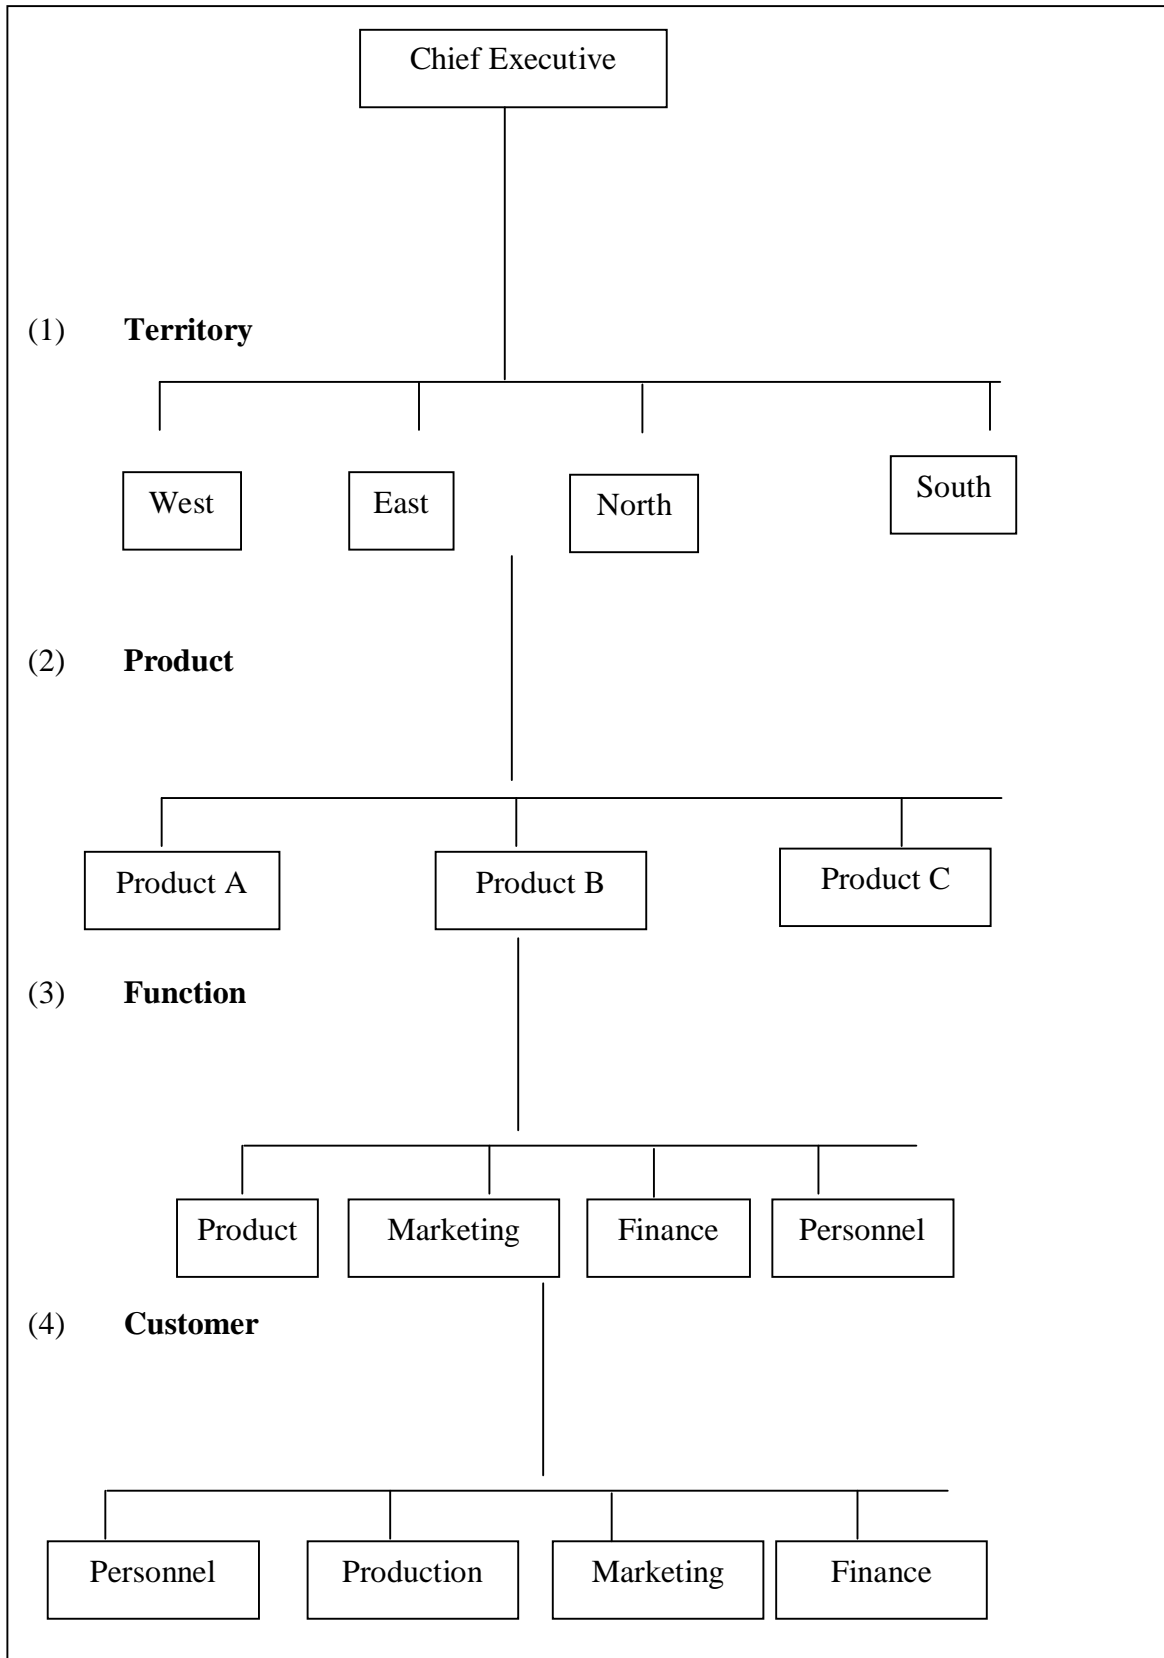 Chief Executive
(1) Territory
West East North South
(2) Product
Product A Product B Product C
(3) Function
Product Marketing Finance Personnel
(4) Customer
Personnel Production Marketing Finance